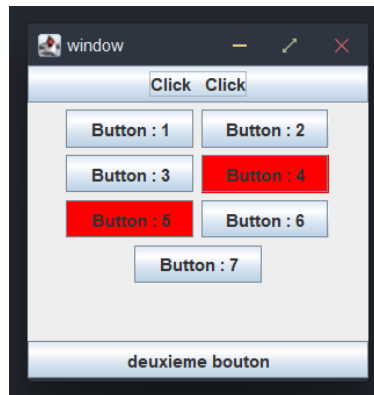 window
Click Click
Button : 1 Button : 2
Button : 3 Button : 4
Button : 5 Button : 6
Button : 7
deuxieme bouton